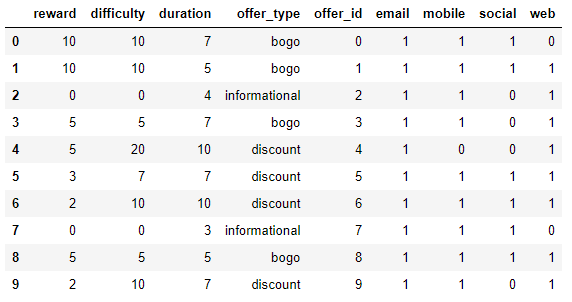 reward difficulty duration offer_type offer_id email mobile social web
0 10 10 7 bogo 0 1 1 1 0
1 10 10 5 bogo 1 1 1 1 1
2 0 0 4 informational 2 1 1 0 1
3 5 5 7 bogo 3 1 1 0 1
4 5 20 10 discount 4 1 0 0 1
5 3 7 7 discount 5 1 1 1 1
6 2 10 10 discount 6 1 1 1 1
7 0 0 3 informational 7 1 1 1 0
8 5 5 5 bogo 8 1 1 1 1
9 2 10 7 discount 9 1 1 0 1